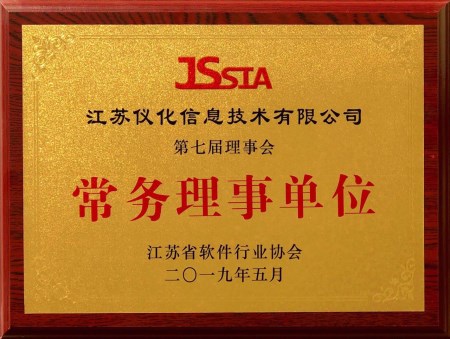 JSSIA
江苏仪化信息技术有限公司
第七届理事会
常务理事单位
江苏省软件行业协会
二〇一九年五月